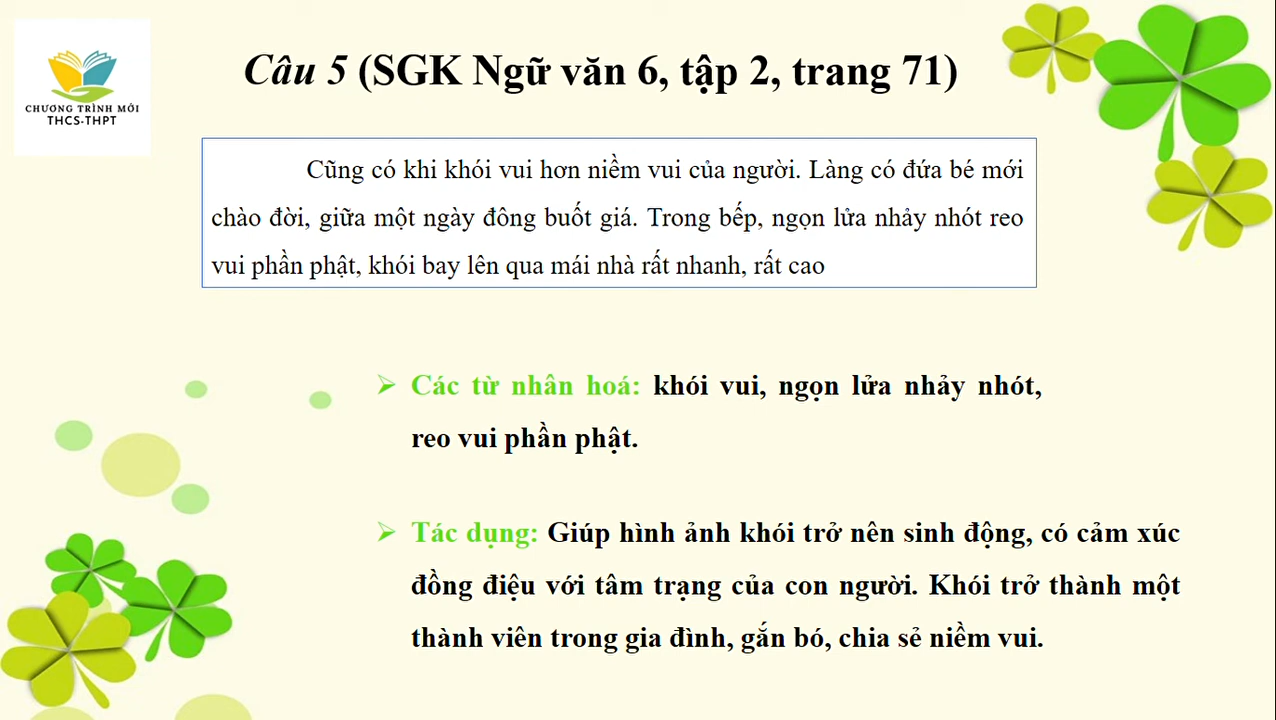 CHƯƠNG TRÌNH MỚI
THCS-THPT
Câu 5 (SGK Ngữ văn 6, tập 2, trang 71)
Cũng có khi khói vui hơn niềm vui của người. Làng có đứa bé mới
chào đời, giữa một ngày đông buốt giá. Trong bếp, ngọn lửa nhảy nhót reo
vui phần phật, khói bay lên qua mái nhà rất nhanh, rất cao
Các từ nhân hoá: khói vui, ngọn lửa nhảy nhót,
reo vui phần phật.
Tác dụng: Giúp hình ảnh khói trở nên sinh động, có cảm xúc
đồng điệu với tâm trạng của con người. Khói trở thành một
thành viên trong gia đình, gắn bó, chia sẻ niềm vui.